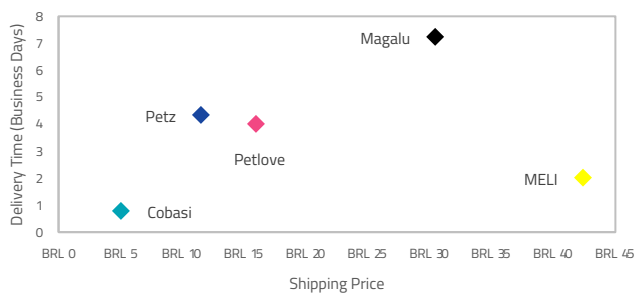 Delivery Time (Business Days)
8
7
6
5
4
3
2
1
0
Magalu
Petz
Petlove
MELI
Cobasi
BRL 0 BRL 5 BRL 10 BRL 15 BRL 20 BRL 25 BRL 30 BRL 35 BRL 40 BRL 45
Shipping Price